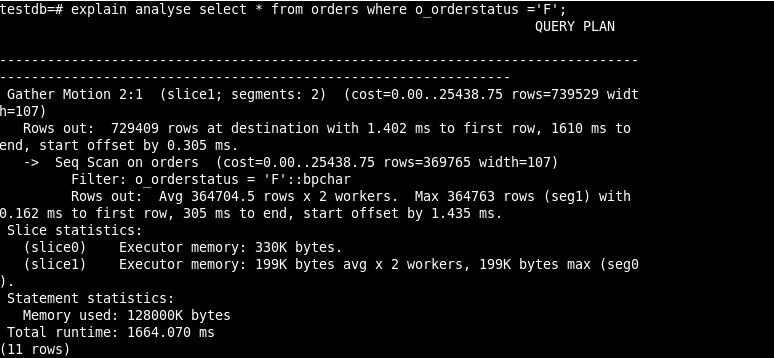 testdb=# explain analyse select * from orders where o_orderstatus ='F';
QUERY PLAN
--------------------------------------------------------------------------------
----------------------------------------------------------------
Gather Motion 2:1  (slice1; segments: 2)  (cost=0.00..25438.75 rows=739529 widt
h=107)
Rows out:  729409 rows at destination with 1.402 ms to first row, 1610 ms to
end, start offset by 0.305 ms.
->  Seq Scan on orders  (cost=0.00..25438.75 rows=369765 width=107)
Filter: o_orderstatus = 'F'::bpchar
Rows out:  Avg 364704.5 rows x 2 workers.  Max 364763 rows (seg1) with
0.162 ms to first row, 305 ms to end, start offset by 1.435 ms.
Slice statistics:
(slice0)    Executor memory: 330K bytes.
(slice1)    Executor memory: 199K bytes avg x 2 workers, 199K bytes max (seg0
).
Statement statistics:
Memory used: 128000K bytes
Total runtime: 1664.070 ms
(11 rows)